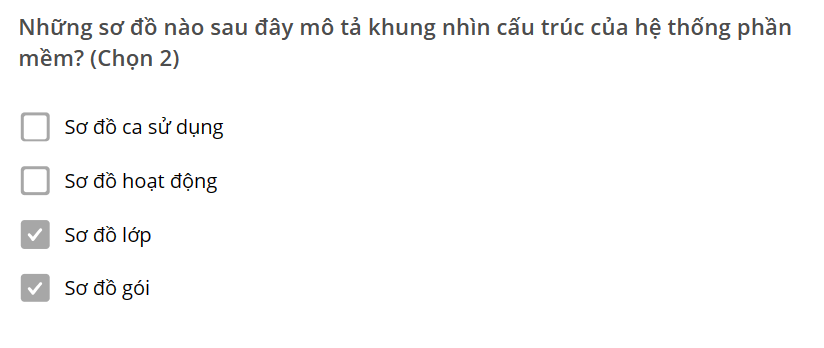 Những sơ đồ nào sau đây mô tả khung nhìn cấu trúc của hệ thống phần
mềm? (Chọn 2)
Sơ đồ ca sử dụng
Sơ đồ hoạt động
Sơ đồ lớp
Sơ đồ gói